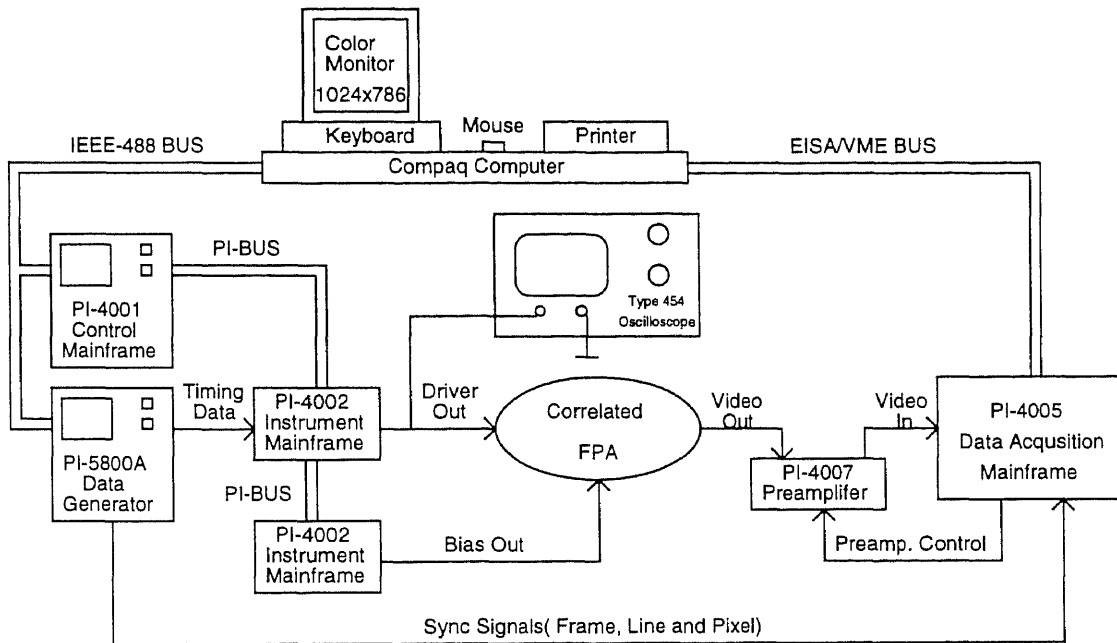 Color
Monitor
1024x786
Keyboard
Mouse
Printer
IEEE-488 BUS
Compaq Computer
EISA/VME BUS
PI-BUS
PI-4001
Control
Mainframe
Type 454
Oscilloscope
Timing
Data
PI-4002
Instrument
Mainframe
Driver
Out
Correlated
FPA
Video
Out
Video
In
PI-4005
Data Acqusition
Mainframe
PI-5800A
Data
Generator
PI-4007
Preamplifer
PI-BUS
PI-4002
Instrument
Mainframe
Bias Out
Preamp. Control
Sync Signals( Frame, Line and Pixel)